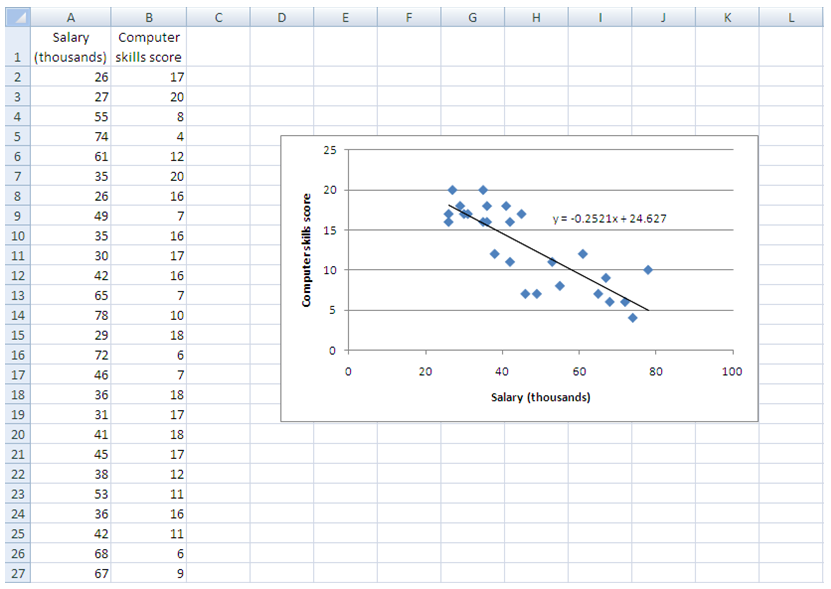 A B C D E F G H I J K L
Salary Computer
1 (thousands) skills score
2 26 17
3 27 20
4 55 8
5 74 4
6 61 12
7 35 20
8 26 16
9 49 7
10 35 16
11 30 17
12 42 16
13 65 7
14 78 10
15 29 18
16 72 6
17 46 7
18 36 18
19 31 17
20 41 18
21 45 17
22 38 12
23 53 11
24 36 16
25 42 11
26 68 6
27 67 9
Computer skills score
25
20
15
10
5
0
y = -0.2521x + 24.627
0 20 40 60 80 100
Salary (thousands)